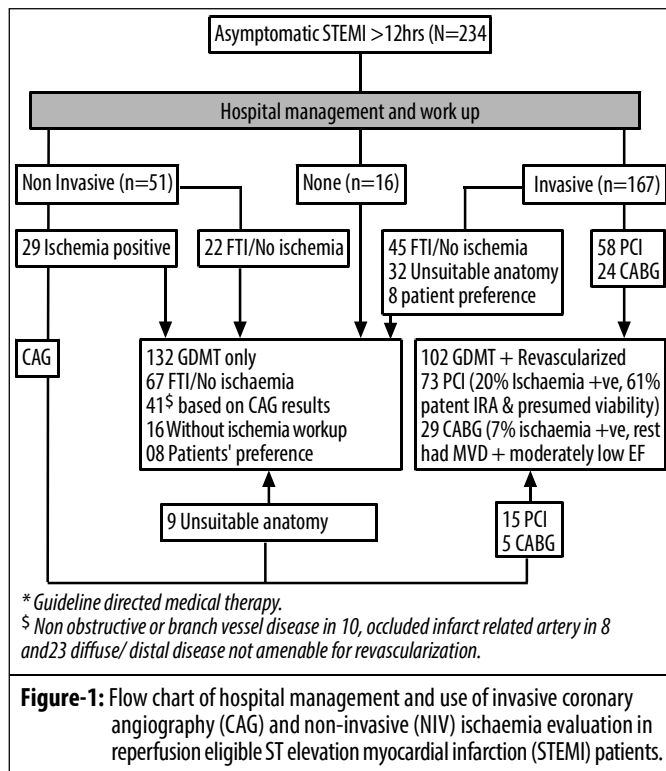 Asymptomatic STEMI >12hrs (N=234
Hospital management and work up
Non Invasive (n=51)
None (n=16)
Invasive (n=167)
29 Ischemia positive
22 FTI/No ischemia
45 FTI/No ischemia
32 Unsuitable anatomy
8 patient preference
58 PCI
24 CABG
CAG
132 GDMT only
67 FTI/No ischaemia
41$ based on CAG results
16 Without ischemia workup
08 Patients' preference
102 GDMT + Revascularized
73 PCI (20% Ischaemia +ve, 61%
patent IRA & presumed viability)
29 CABG (7% ischaemia +ve, rest
had MVD + moderately low EF
9 Unsuitable anatomy
15 PCI
5 CABG
* Guideline directed medical therapy.
$ Non obstructive or branch vessel disease in 10, occluded infarct related artery in 8
and23 diffuse/ distal disease not amenable for revascularization.
Figure-1: Flow chart of hospital management and use of invasive coronary
angiography (CAG) and non-invasive (NIV) ischaemia evaluation in
reperfusion eligible ST elevation myocardial infarction (STEMI) patients.